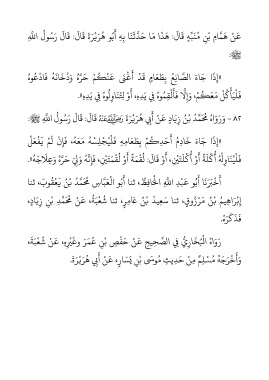 عَنْ هَمَّامِ بْنِ مُنَبِّهٍ قَالَ: هَذَا مَا حَدَّثَنَا بِهِ أَبُو هُرَيْرَةَ قَالَ: قَالَ رَسُولُ اللَّهِ
ﷺ:
«إِذَا جَاءَ الصَّانِعُ بِطَعَامٍ قَدْ أَغْنَى عَنْكُمْ حَرَّهُ وَدُخَانَهُ فَادْعُوهُ
فَلْيَأْكُلْ مَعَكُمْ، وَإِلَّا فَأَلْقِمُوهُ فِي يَدِهِ، أَوْ لِتُنَاوِلُوهُ فِي يَدِهِ».
٨٢ - وَرَوَاهُ مُحَمَّدُ بْنُ زِيَادٍ عَنْ أَبِي هُرَيْرَةَ رَضِيَ اللَّهُ عَنْهُ قَالَ: قَالَ رَسُولُ اللَّهِ ﷺ:
«إِذَا جَاءَ خَادِمُ أَحَدِكُمْ بِطَعَامِهِ فَلْيُجْلِسْهُ مَعَهُ، فَإِنْ لَمْ يَفْعَلْ
فَلْيُنَاوِلْهُ أُكْلَةً أَوْ أُكْلَتَيْنِ، أَوْ قَالَ: لُقْمَةً أَوْ لُقْمَتَيْنِ، فَإِنَّهُ وَلِيَ حَرَّهُ وَعِلَاجَهُ».
أَخْبَرَنَا أَبُو عَبْدِ اللَّهِ الْحَافِظُ، ثنا أَبُو الْعَبَّاسِ مُحَمَّدُ بْنُ يَعْقُوبَ، ثنا
إِبْرَاهِيمُ بْنُ مَرْزُوقٍ، ثنا سَعِيدُ بْنُ عَامِرٍ، ثنا شُعْبَةُ، عَنْ مُحَمَّدِ بْنِ زِيَادٍ،
فَذَكَرَهُ.
رَوَاهُ الْبُخَارِيُّ فِي الصَّحِيحِ عَنْ حَفْصِ بْنِ عُمَرَ وَغَيْرِهِ، عَنْ شُعْبَةَ،
وَأَخْرَجَهُ مُسْلِمٌ مِنْ حَدِيثِ مُوسَى بْنِ يَسَارٍ، عَنْ أَبِي هُرَيْرَةَ.